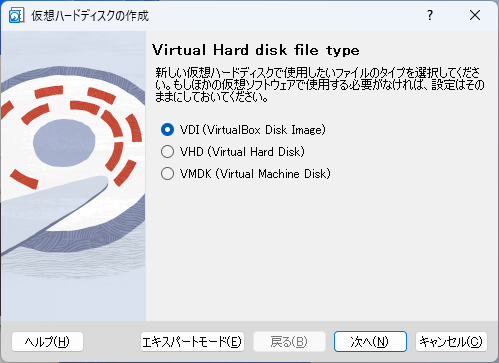 仮想ハードディスクの作成
?
Virtual Hard disk file type
新しい仮想ハードディスクで使用したいファイルのタイプを選択してくださ
い。もしほかの仮想ソフトウェアで使用する必要がなければ、設定はその
ままにしておいてください。
VDI (VirtualBox Disk Image)
VHD (Virtual Hard Disk)
VMDK (Virtual Machine Disk)
ヘルプ(H) エキスパートモード(E) 戻る(B) 次へ(N) キャンセル(C)